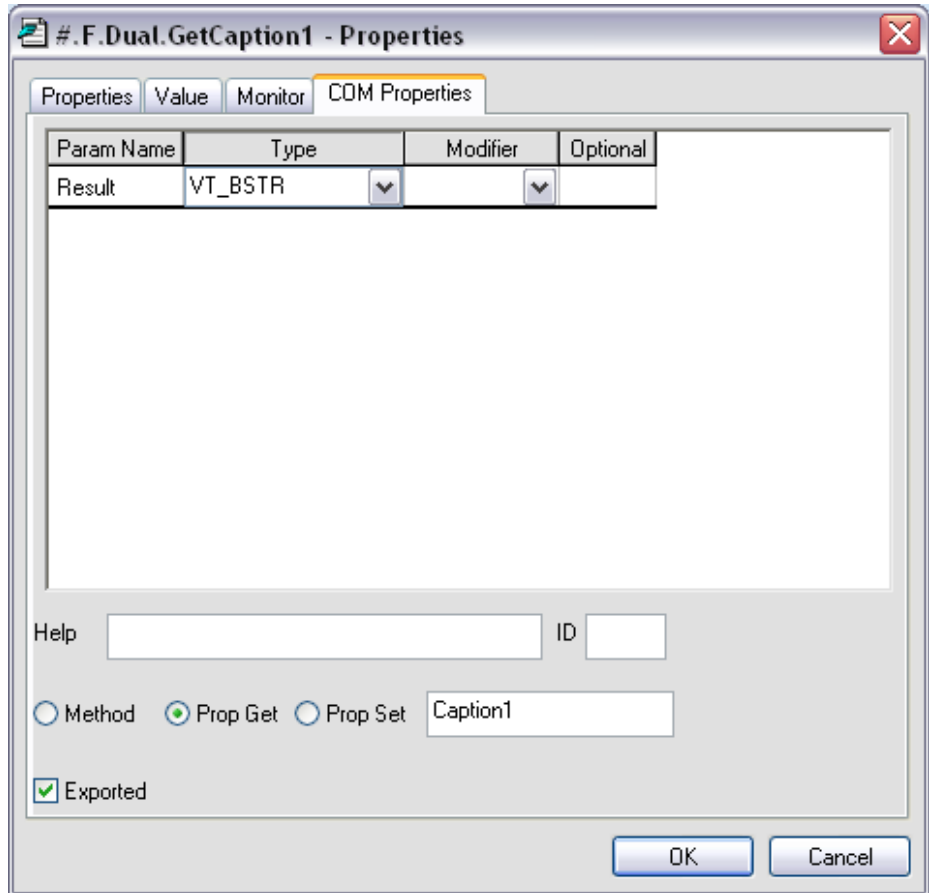 #.F.Dual.GetCaption1 - Properties
Properties Value Monitor COM Properties
Param Name Type Modifier Optional
Result VT_BSTR
Help ID
Method Prop Get Prop Set Caption1
Exported
OK Cancel